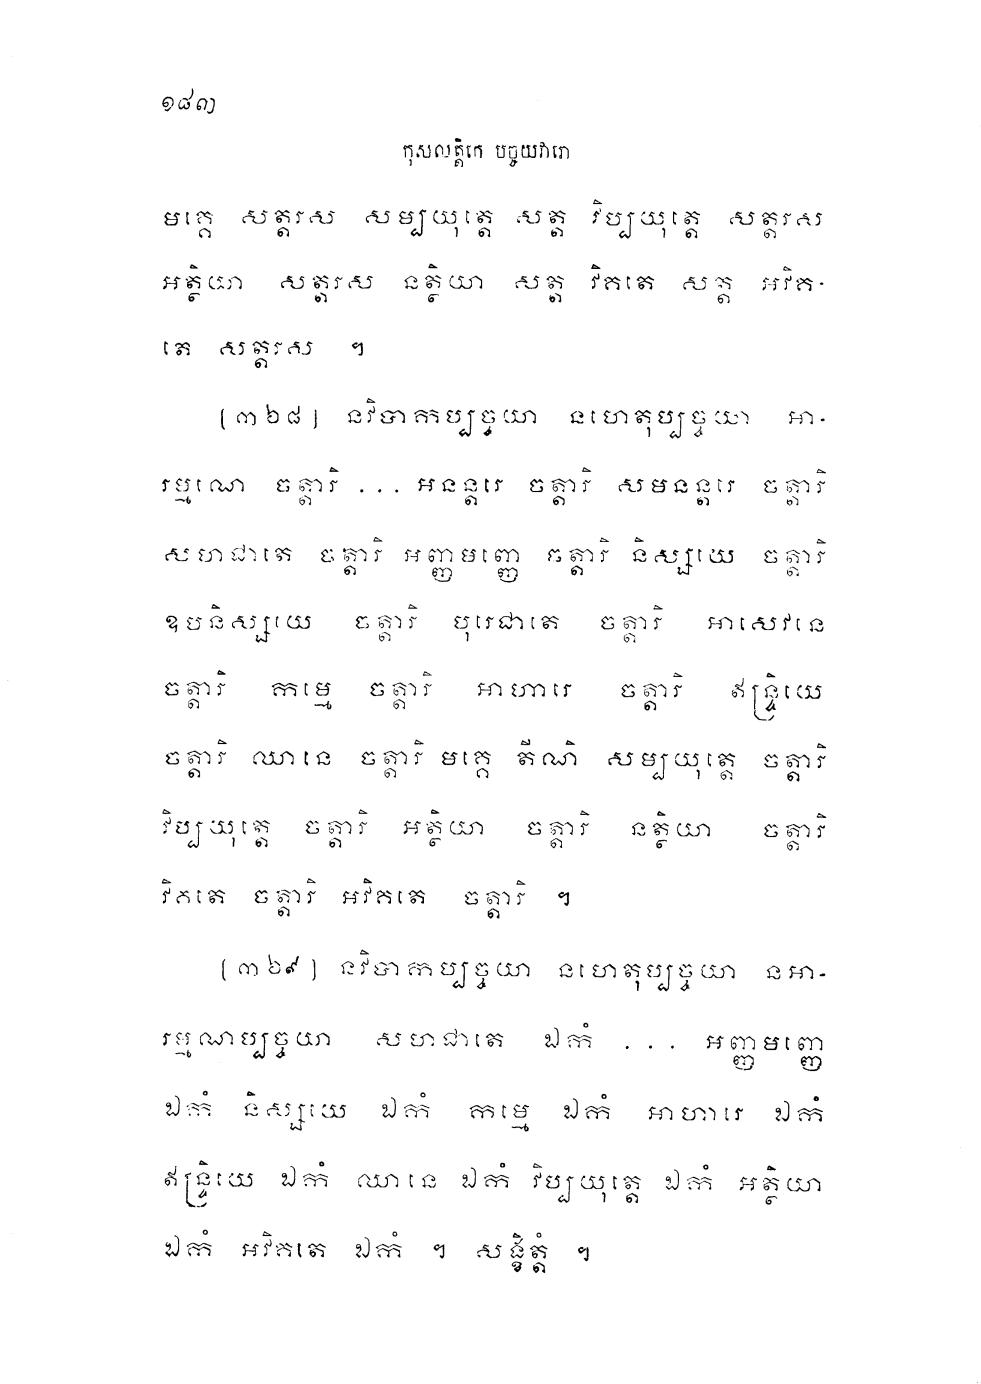 ១៨៣
កុសលត្តិកេ បច្ចយវារោ
មគ្គេ សត្តរស សម្បយុត្តេ សត្ត វិប្បយុត្តេ សត្តរស
អត្ថិយា សត្តរស នត្ថិយា សត្ត វិគតេ សត្ត អវិគ-
តេ សត្តរស ។
[៣៦៨] នវិបាកប្បច្ចយា នហេតុប្បច្ចយា អា-
រម្មណេ ចត្តារិ ... អនន្តរេ ចត្តារិ សមនន្តរេ ចត្តារិ
សហជាតេ ចត្តារិ អញ្ញមញ្ញេ ចត្តារិ និស្សយេ ចត្តារិ
ឧបនិស្សយេ ចត្តារិ បុរេជាតេ ចត្តារិ អាសេវនេ
ចត្តារិ កម្មេ ចត្តារិ អាហារេ ចត្តារិ ឥន្ទ្រិយេ
ចត្តារិ ឈានេ ចត្តារិ មគ្គេ តីណិ សម្បយុត្តេ ចត្តារិ
វិប្បយុត្តេ ចត្តារិ អត្ថិយា ចត្តារិ នត្ថិយា ចត្តារិ
វិគតេ ចត្តារិ អវិគតេ ចត្តារិ ។
[៣៦៩] នវិបាកប្បច្ចយា នហេតុប្បច្ចយា នអា-
រម្មណប្បច្ចយា សហជាតេ ឯកំ ... អញ្ញមញ្ញេ
ឯកំ និស្សយេ ឯកំ កម្មេ ឯកំ អាហារេ ឯកំ
ឥន្ទ្រិយេ ឯកំ ឈានេ ឯកំ វិប្បយុត្តេ ឯកំ អត្ថិយា
ឯកំ អវិគតេ ឯកំ ។ សង្ខិត្តំ ។